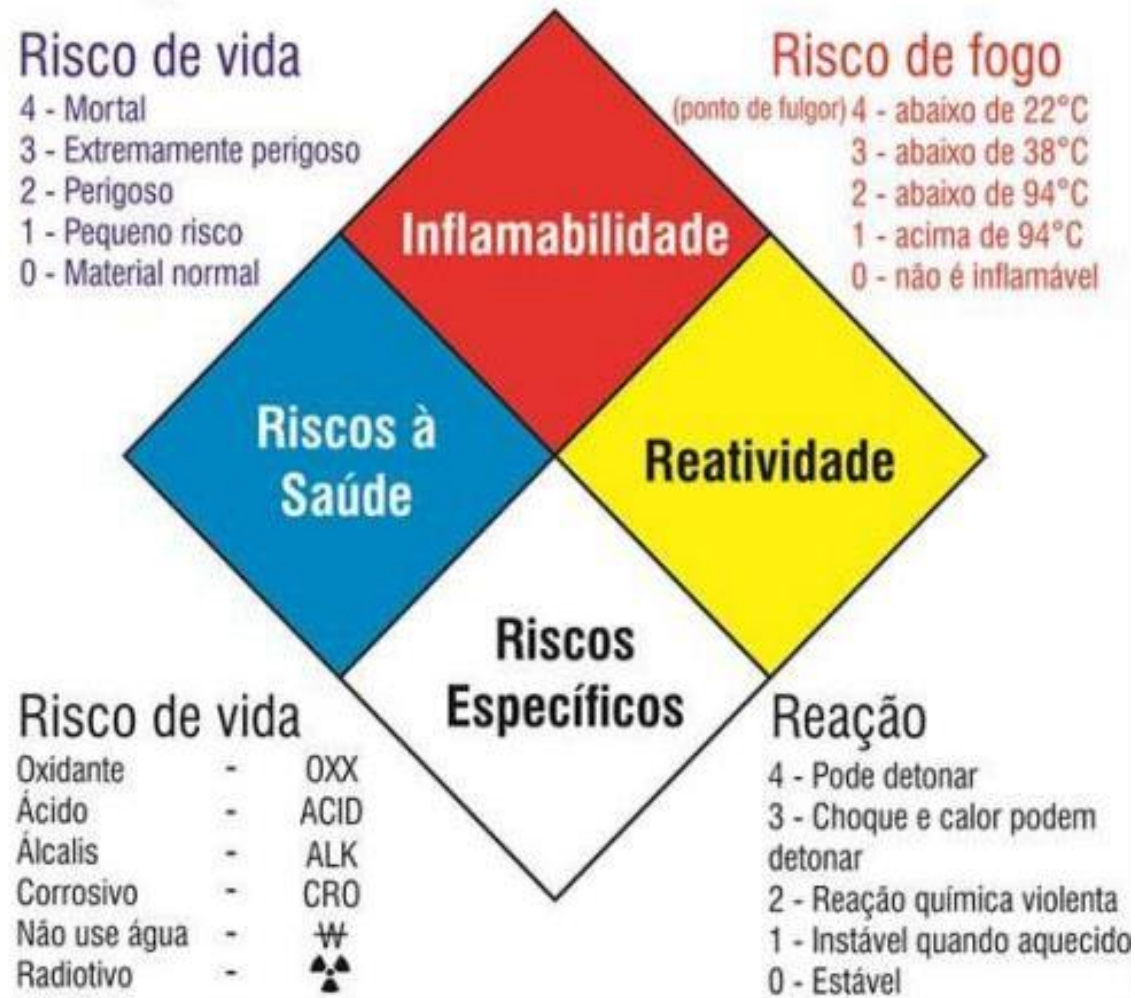 Risco de vida
4 - Mortal
3 - Extremamente perigoso
2 - Perigoso
1 - Pequeno risco
0 - Material normal
Risco de fogo
(ponto de fulgor) 4 - abaixo de 22°C
3 - abaixo de 38°C
2 - abaixo de 94°C
1 - acima de 94°C
0 - não é inflamável
Inflamabilidade
Riscos à
Saúde
Reatividade
Riscos
Específicos
Risco de vida
Oxidante - OXX
Ácido - ACID
Álcalis - ALK
Corrosivo - CRO
Não use água - W
Radiotivo -
Reação
4 - Pode detonar
3 - Choque e calor podem
detonar
2 - Reação química violenta
1 - Instável quando aquecido
0 - Estável